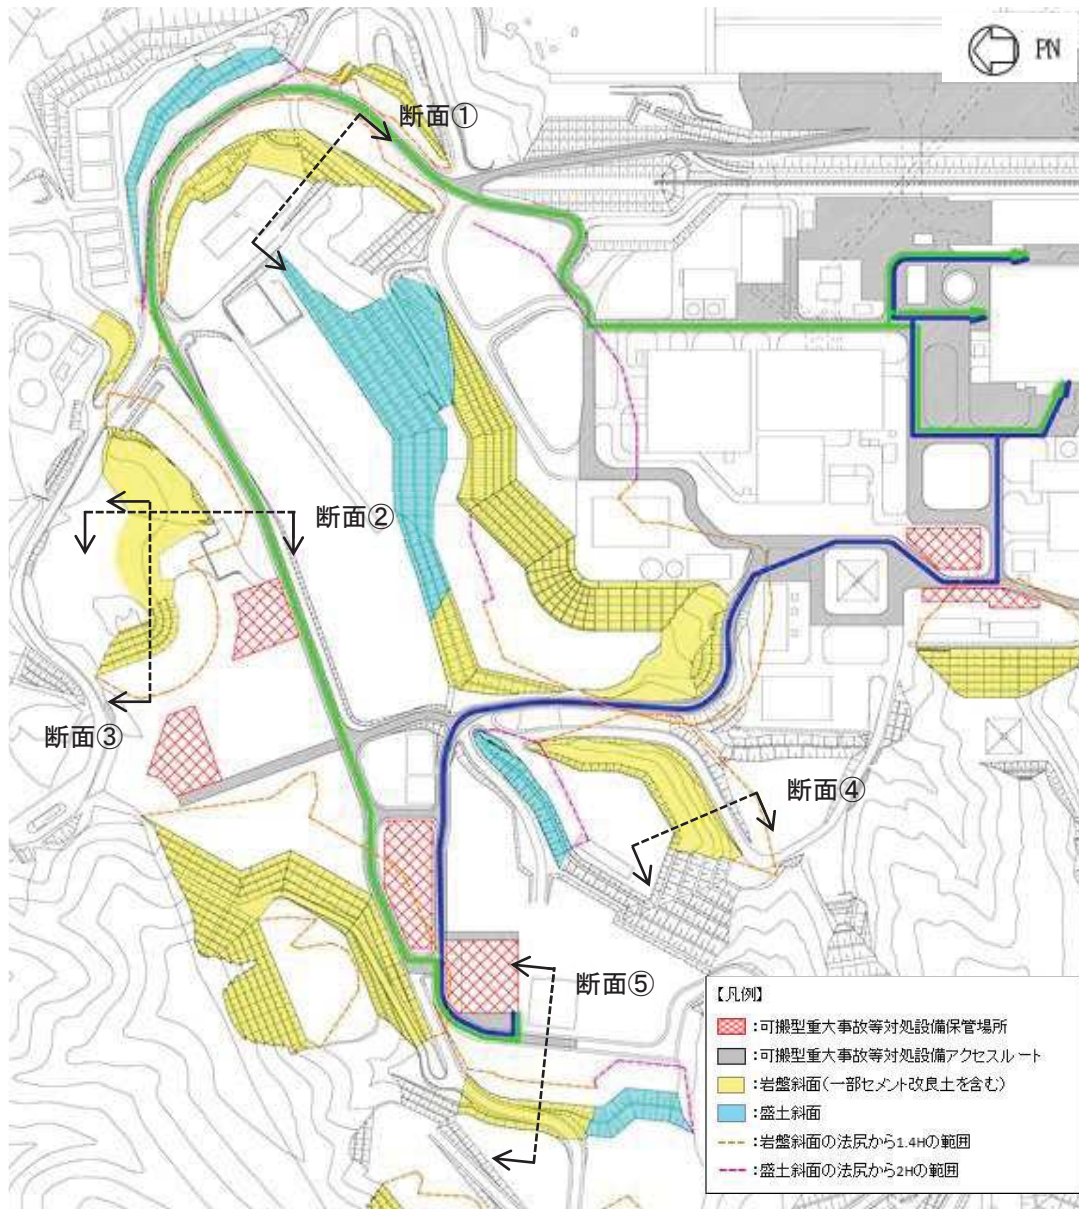 PN
断面①
断面②
断面③
断面④
断面⑤
【凡例】
:可搬型重大事故等対処設備保管場所
:可搬型重大事故等対処設備アクセスルート
:岩盤斜面(一部セメント改良土を含む)
:盛土斜面
:岩盤斜面の法尻から1.4Hの範囲
:盛土斜面の法尻から2Hの範囲